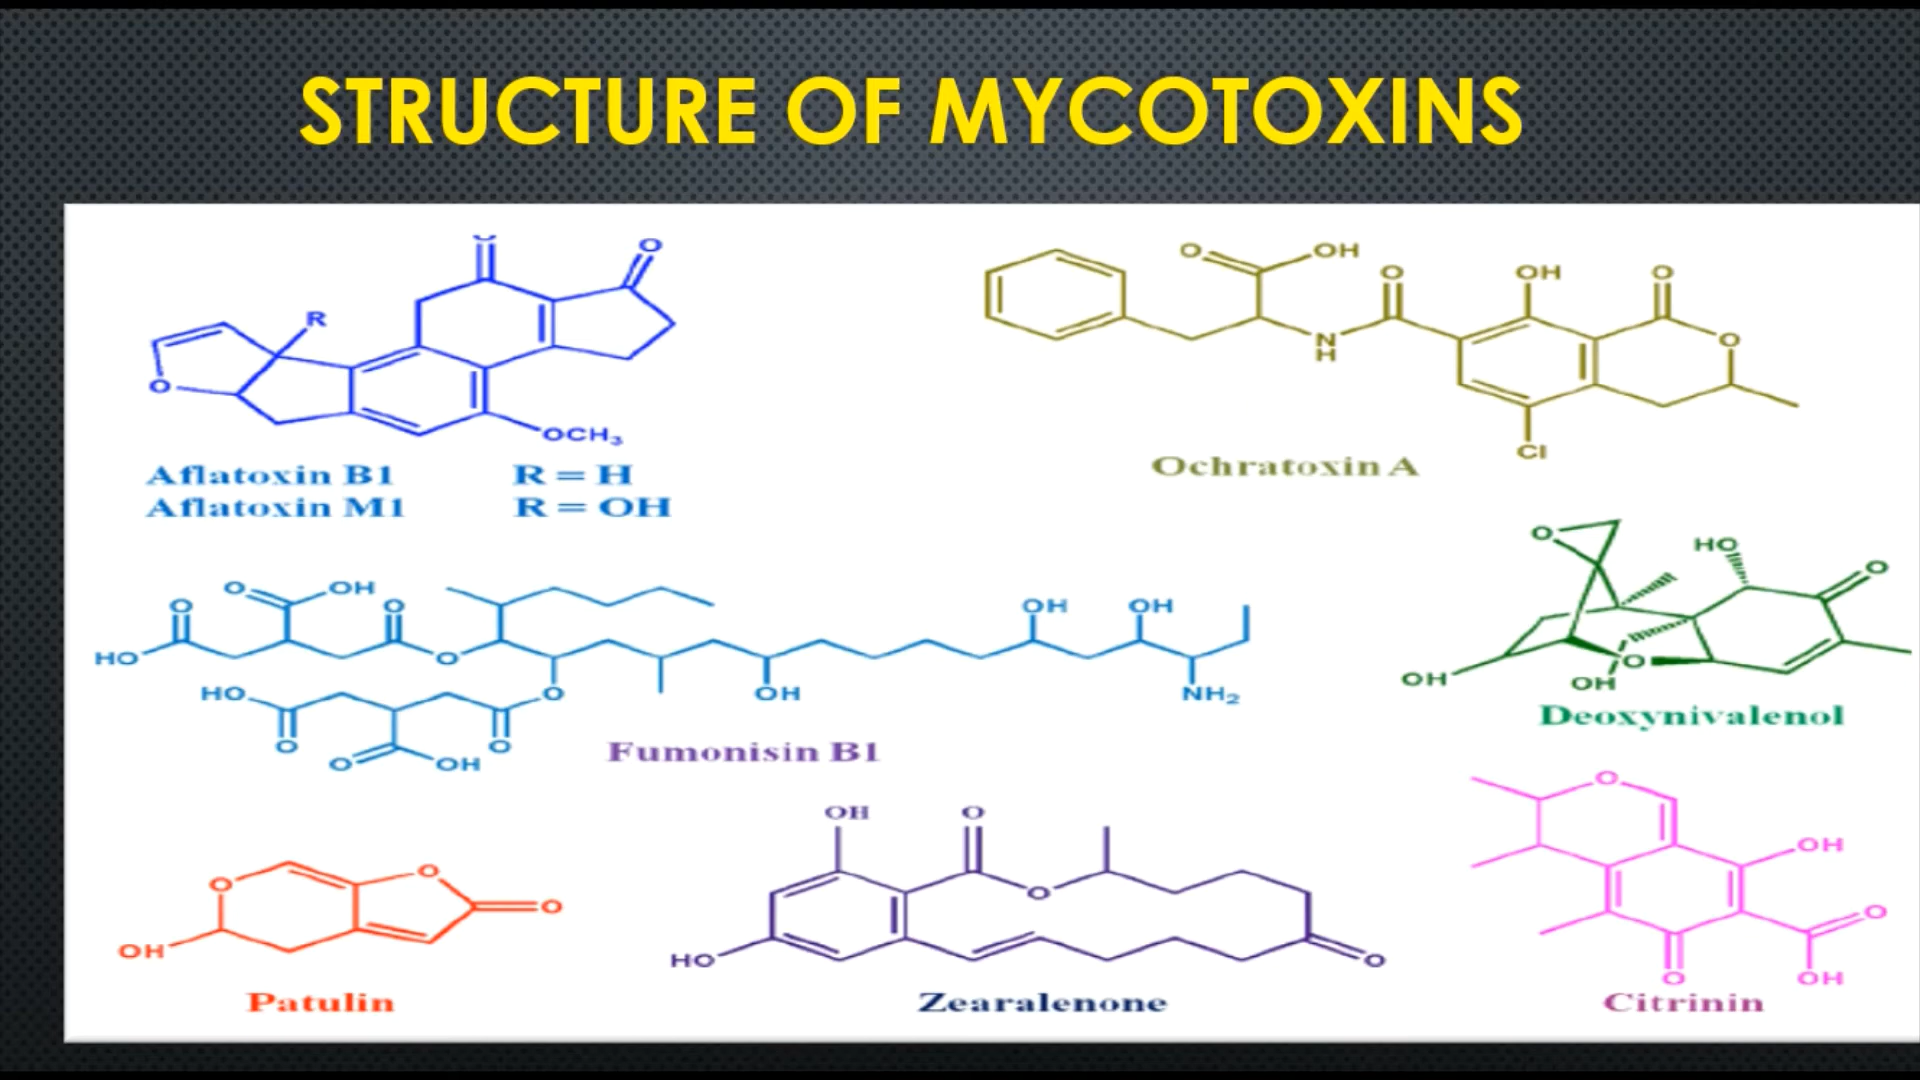 STRUCTURE OF MYCOTOXINS
O
O
R
O
OCH₃
Aflatoxin B1 R = H
Aflatoxin M1 R = OH
O
OH
O
OH
O
N
H
O
Cl
Ochratoxin A
O
HO
O
OH
OH
O
Deoxynivalenol
O
OH
O
O
HO
O
OH
OH
HO
O
OH
NH₂
O
O
O
OH
Fumonisin B1
O
O
O
OH
Patulin
OH
O
O
HO
O
Zearalenone
O
OH
O
O
OH
Citrinin